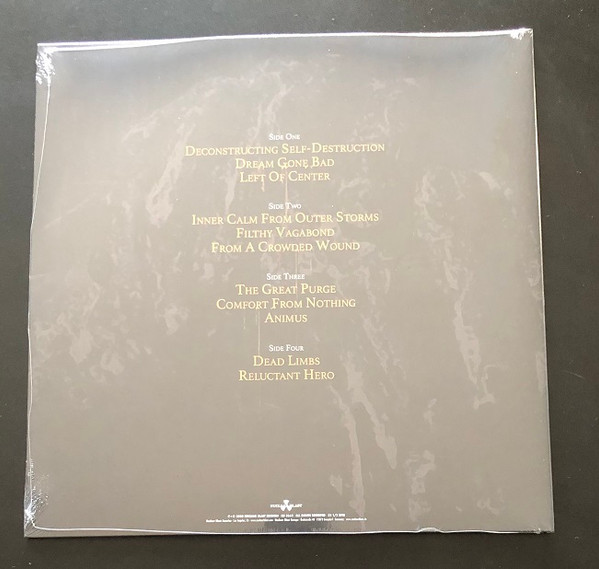 Side One
Deconstructing Self-Destruction
Dream Gone Bad
Left Of Center
Side Two
Inner Calm From Outer Storms
Filthy Vagabond
From A Crowded Wound
Side Three
The Great Purge
Comfort From Nothing
Animus
Side Four
Dead Limbs
Reluctant Hero